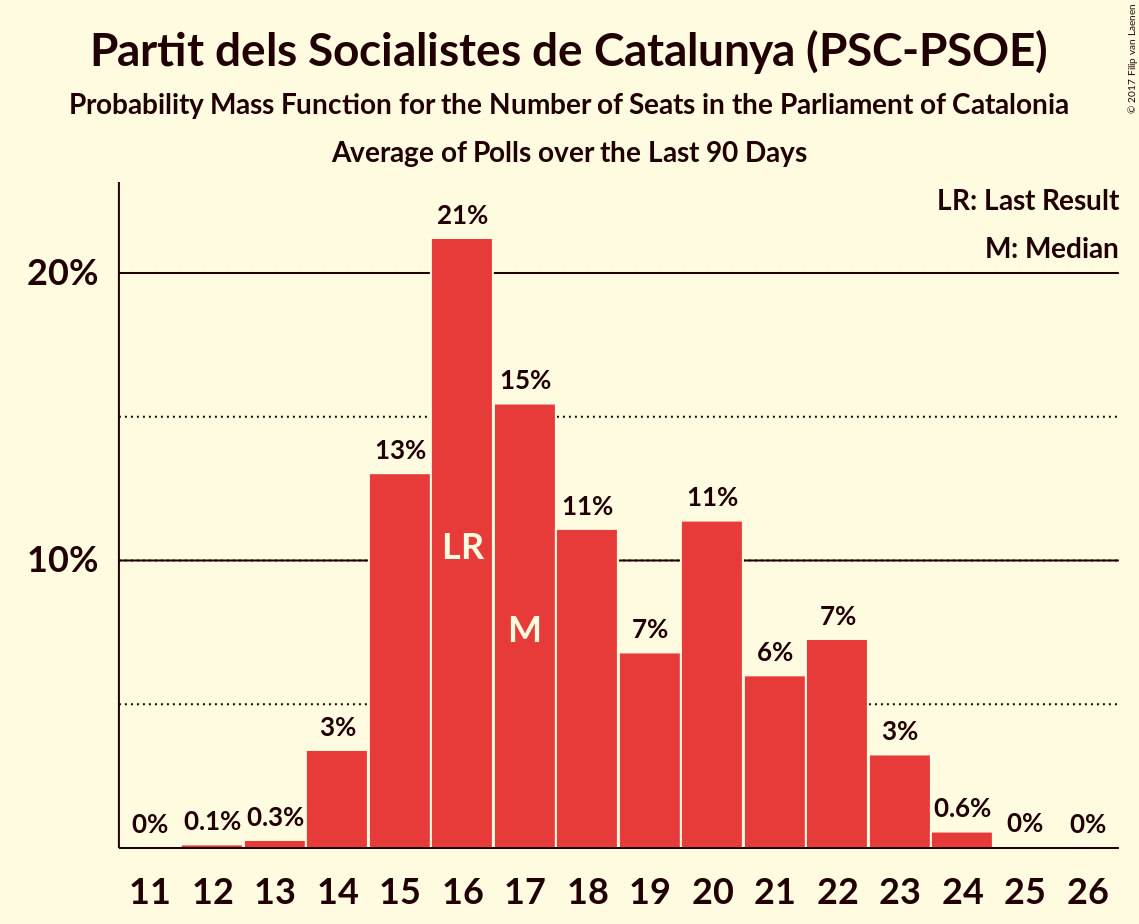 Partit dels Socialistes de Catalunya (PSC-PSOE)
Probability Mass Function for the Number of Seats in the Parliament of Catalonia
Average of Polls over the Last 90 Days
© 2017 Filip van Laenen
LR: Last Result
M: Median
20%
10%
0%
0.1%
0.3%
3%
13%
21%
15%
11%
7%
11%
6%
7%
3%
0.6%
0%
0%
LR
M
11 12 13 14 15 16 17 18 19 20 21 22 23 24 25 26